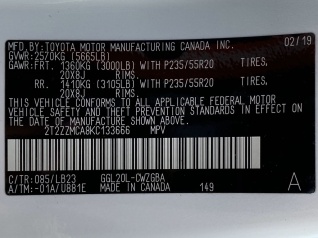 MFD. BY: TOYOTA MOTOR MANUFACTURING CANADA INC. 02/19
GVWR: 2570KG (5665LB)
GAWR: FRT. 1360KG (3000LB) WITH P235/55R20 TIRES,
20X8J RIMS,
RR. 1410KG (3105LB) WITH P235/55R20 TIRES,
20X8J RIMS,
THIS VEHICLE CONFORMS TO ALL APPLICABLE FEDERAL MOTOR
VEHICLE SAFETY AND THEFT PREVENTION STANDARDS IN EFFECT ON
THE DATE OF MANUFACTURE SHOWN ABOVE.
2T2ZZMCA8KC133666 MPV
C/TR: 085/LB23 GGL20L-CWZGBA
A/TM: -01A/UB81E MADE IN CANADA 149 A